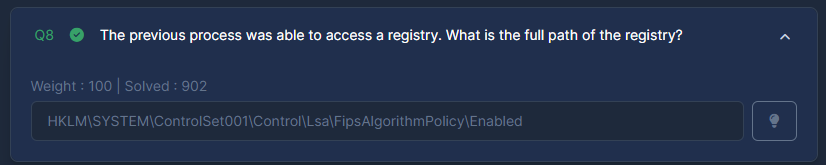 Q8 The previous process was able to access a registry. What is the full path of the registry?
Weight : 100 | Solved : 902
HKLM\SYSTEM\ControlSet001\Control\Lsa\FipsAlgorithmPolicy\Enabled